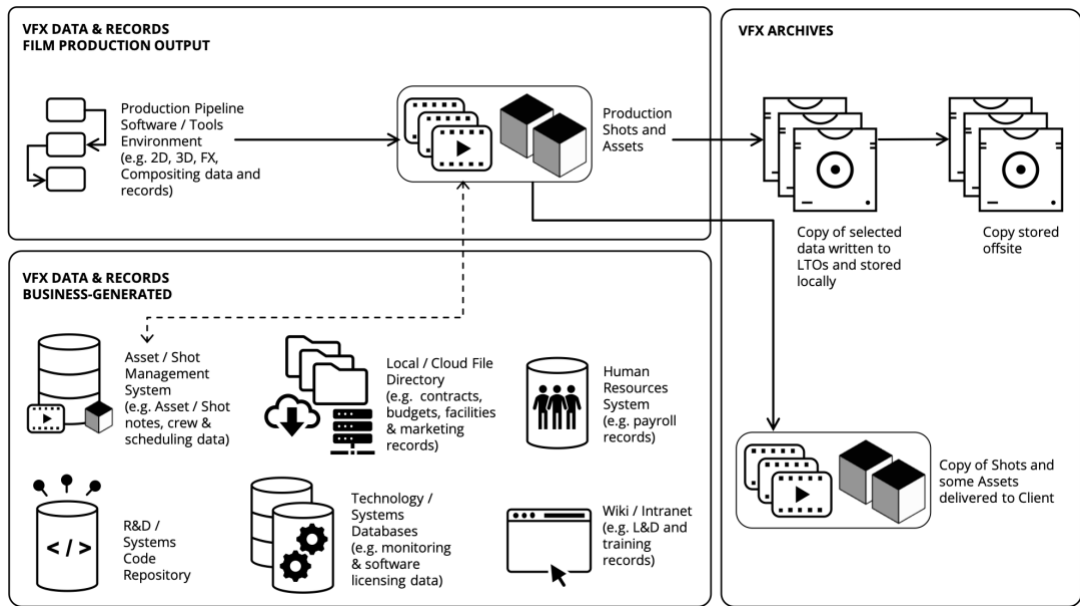 VFX DATA & RECORDS
FILM PRODUCTION OUTPUT
Production Pipeline
Software / Tools
Environment
(e.g. 2D, 3D, FX,
Compositing data and
records)
Production
Shots and
Assets
VFX ARCHIVES
Copy of selected
data written to
LTOs and stored
locally
Copy stored
offsite
VFX DATA & RECORDS
BUSINESS-GENERATED
Asset / Shot
Management
System
(e.g. Asset / Shot
notes, crew &
scheduling data)
Local / Cloud File
Directory
(e.g.  contracts,
budgets, facilities
& marketing
records)
Human
Resources
System
(e.g. payroll
records)
Copy of Shots and
some Assets
delivered to Client
< / >
R&D /
Systems
Code
Repository
Technology /
Systems
Databases
(e.g. monitoring
& software
licensing data)
Wiki / Intranet
(e.g. L&D and
training
records)